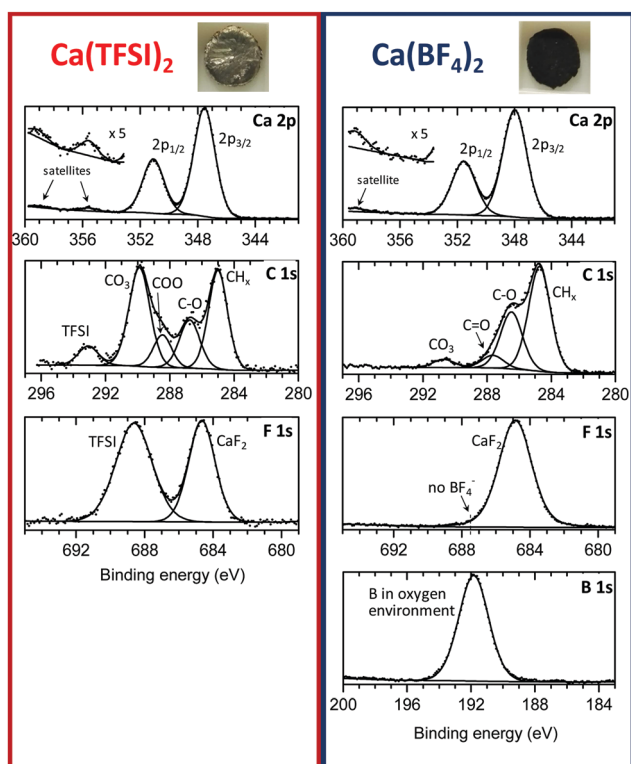 Ca(TFSI)₂
Ca 2p
x 5
2p₁/₂
2p₃/₂
satellites
360 356 352 348 344
C 1s
CO₃
COO
C-O
CHₓ
TFSI
296 292 288 284 280
F 1s
TFSI
CaF₂
692 688 684 680
Binding energy (eV)
Ca(BF₄)₂
Ca 2p
x 5
2p₁/₂
2p₃/₂
satellite
360 356 352 348 344
C 1s
C-O
CHₓ
C=O
CO₃
296 292 288 284 280
F 1s
CaF₂
no BF₄⁻
692 688 684 680
B 1s
B in oxygen
environment
200 196 192 188 184
Binding energy (eV)